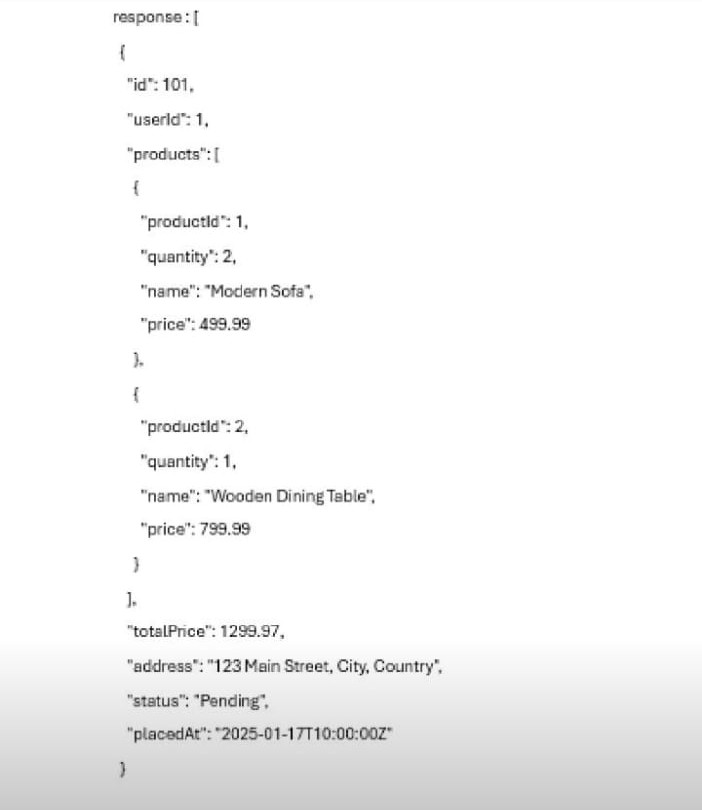 response: [
{
"id": 101,
"userId": 1,
"products": [
{
"productId": 1,
"quantity": 2,
"name": "Modern Sofa",
"price": 499.99
},
{
"productId": 2,
"quantity": 1,
"name": "Wooden Dining Table",
"price": 799.99
}
],
"totalPrice": 1299.97,
"address": "123 Main Street, City, Country",
"status": "Pending",
"placedAt": "2025-01-17T10:00:00Z"
}